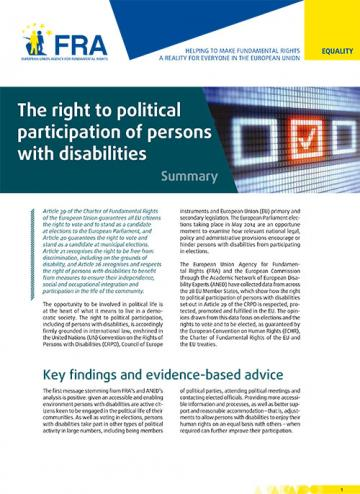 FRA
EUROPEAN UNION AGENCY FOR FUNDAMENTAL RIGHTS
HELPING TO MAKE FUNDAMENTAL RIGHTS
A REALITY FOR EVERYONE IN THE EUROPEAN UNION
EQUALITY
The right to political
participation of persons
with disabilities
Summary
Article 39 of the Charter of Fundamental Rights
of the European Union guarantees all EU citizens
the right to vote and to stand as a candidate
at elections to the European Parliament, and
Article 40 guarantees the right to vote and
stand as a candidate at municipal elections.
Article 21 recognises the right to be free from
discrimination, including on the grounds of
disability, and Article 26 recognises and respects
the right of persons with disabilities to benefit
from measures to ensure their independence,
social and occupational integration and
participation in the life of the community.
The opportunity to be involved in political life is
at the heart of what it means to live in a demo-
cratic society. The right to political participation,
including of persons with disabilities, is accordingly
firmly grounded in international law, enshrined in
the United Nations (UN) Convention on the Rights of
Persons with Disabilities (CRPD), Council of Europe
instruments and European Union (EU) primary and
secondary legislation. The European Parliament elec-
tions taking place in May 2014 are an opportune
moment to examine how relevant national legal,
policy and administrative provisions encourage or
hinder persons with disabilities from participating
in elections.
The European Union Agency for Fundamen-
tal Rights (FRA) and the European Commission
through the Academic Network of European Disa-
bility Experts (ANED) have collected data from across
the 28 EU Member States, which show how the right
to political participation of persons with disabilities
set out in Article 29 of the CRPD is respected, pro-
tected, promoted and fulfilled in the EU. The opi-
nions drawn from this data focus on elections and the
rights to vote and to be elected, as guaranteed by
the European Convention on Human Rights (ECHR),
the Charter of Fundamental Rights of the EU and
the EU treaties.
Key findings and evidence-based advice
The first message stemming from FRA's and ANED's
analysis is positive: given an accessible and enabling
environment persons with disabilities are active cit-
izens keen to be engaged in the political life of their
communities. As well as voting in elections, persons
with disabilities take part in other types of political
activity in large numbers, including being members
of political parties, attending political meetings and
contacting elected officials. Providing more accessi-
ble information and processes, as well as better sup-
port and reasonable accommodation – that is, adjust-
ments to allow persons with disabilities to enjoy their
human rights on an equal basis with others – when
required can further improve their participation.
1